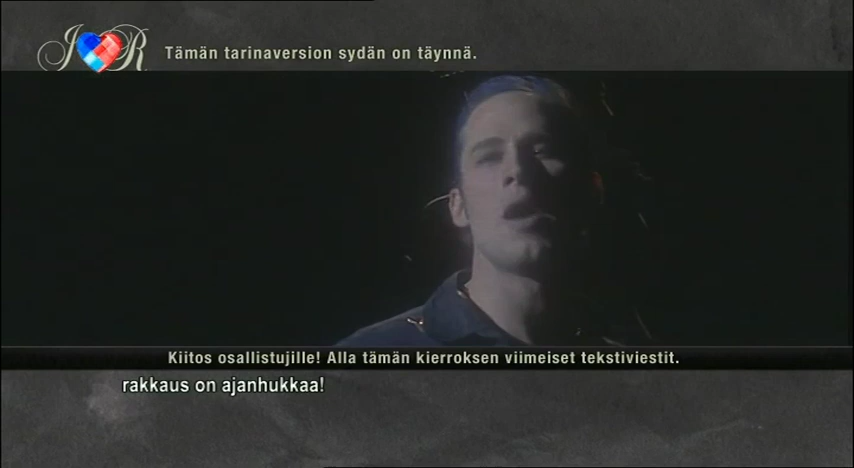 J R Tämän tarinaversion sydän on täynnä.
Kiitos osallistujille! Alla tämän kierroksen viimeiset tekstiviestit.
rakkaus on ajanhukkaa!